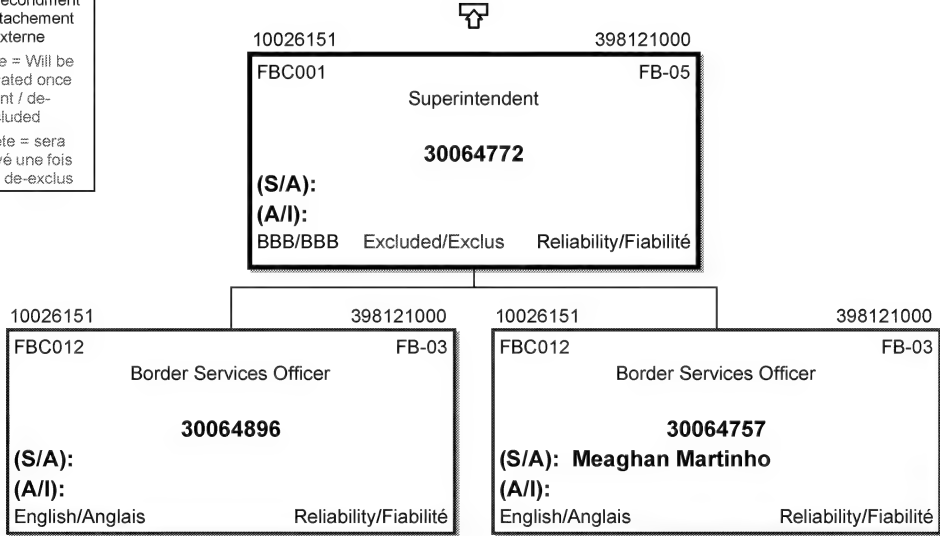 tachement
xterne
e = Will be
ated once
nt / de-
luded
ète = sera
vé une fois
de-exclus
10026151 398121000
FBC001 FB-05
Superintendent
30064772
(S/A):
(A/I):
BBB/BBB Excluded/Exclus Reliability/Fiabilité
10026151 398121000
FBC012 FB-03
Border Services Officer
30064896
(S/A):
(A/I):
English/Anglais Reliability/Fiabilité
10026151 398121000
FBC012 FB-03
Border Services Officer
30064757
(S/A): Meaghan Martinho
(A/I):
English/Anglais Reliability/Fiabilité